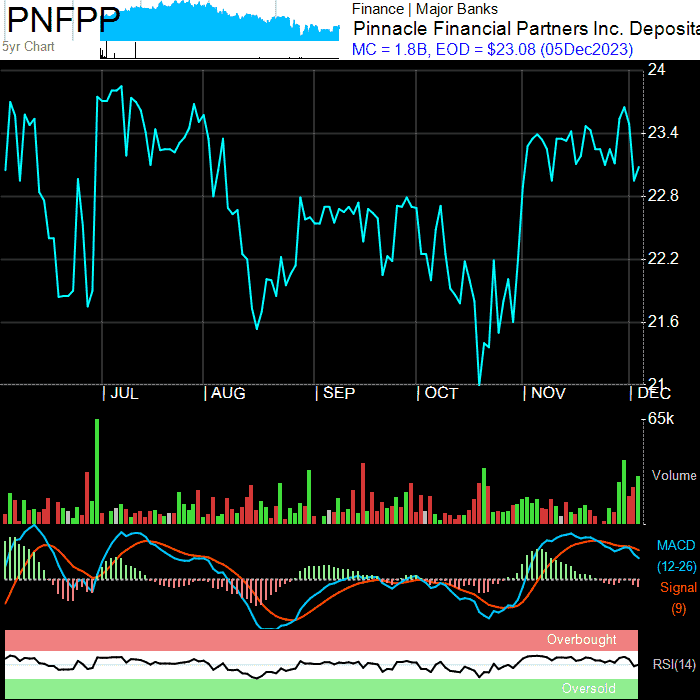 PNFPP
5yr Chart
Finance | Major Banks
Pinnacle Financial Partners Inc. Deposita
MC = 1.8B, EOD = $23.08 (05Dec2023)
24
23.4
22.8
22.2
21.6
21
| JUL | AUG | SEP | OCT | NOV | DEC
65k
Volume
MACD
(12-26)
Signal
(9)
Overbought
RSI(14)
Oversold